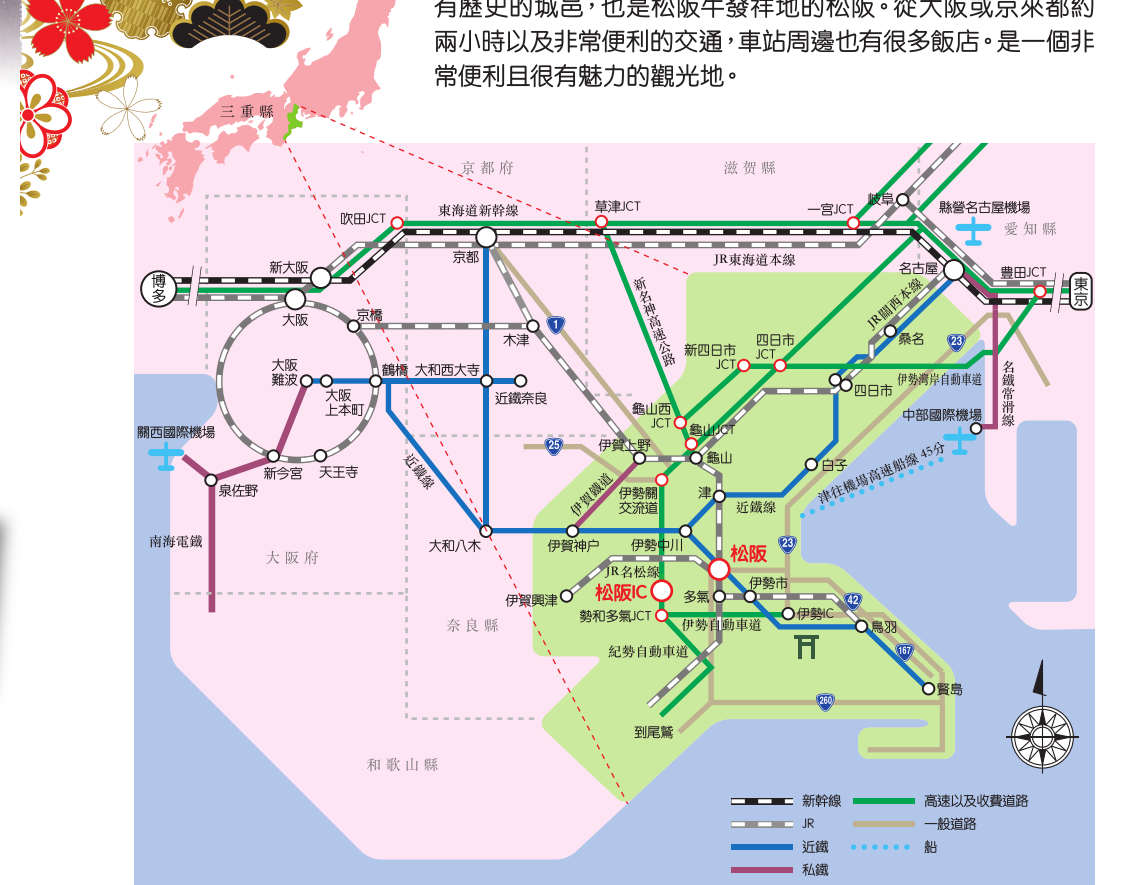 有歷史的城邑，也是松阪牛發祥地的松阪。從大阪或京來都約
兩小時以及非常便利的交通，車站周邊也有很多飯店。是一個非
常便利且很有魅力的觀光地。
三重縣
京都府
滋賀縣
岐阜
縣營名古屋機場
愛知縣
吹田JCT
東海道新幹線
草津JCT
一宮JCT
京都
JR東海道本線
名古屋
豊田JCT
新大阪
博多
東京
大阪
京橋
木津
1
新名神高速公路
JR關西本線
桑名
23
新四日市
JCT
四日市
JCT
大阪
難波
鶴橋
大和西大寺
大阪
上本町
近鐵奈良
伊勢湾岸自動車道
四日市
名鐵常滑線
中部國際機場
龜山西
JCT
龜山JCT
關西國際機場
伊賀上野
25
龜山
新今宮
天王寺
泉佐野
近鐵線
白子
津住機場高速船線 45分
伊賀鐵道
伊勢關
交流道
津
近鐵線
南海電鐵
大和八木
伊賀神戸
伊勢中川
大阪府
23
松阪
JR名松線
松阪IC
伊勢市
伊賀興津
多氣
42
勢和多氣JCT
伊勢IC
伊勢自動車道
鳥羽
奈良縣
紀勢自動車道
167
賢島
260
到尾鷲
和歌山縣
新幹線
高速以及收費道路
JR
一般道路
近鐵
船
私鐵